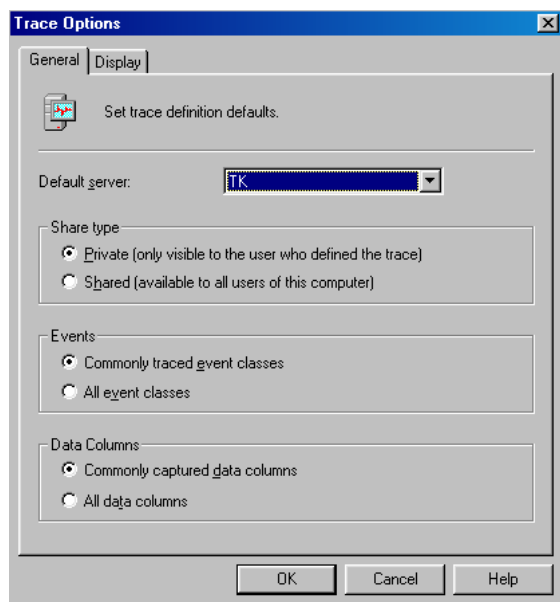 Trace Options
General
Display
Set trace definition defaults.
Default server:
TK
Share type
Private (only visible to the user who defined the trace)
Shared (available to all users of this computer)
Events
Commonly traced event classes
All event classes
Data Columns
Commonly captured data columns
All data columns
OK
Cancel
Help